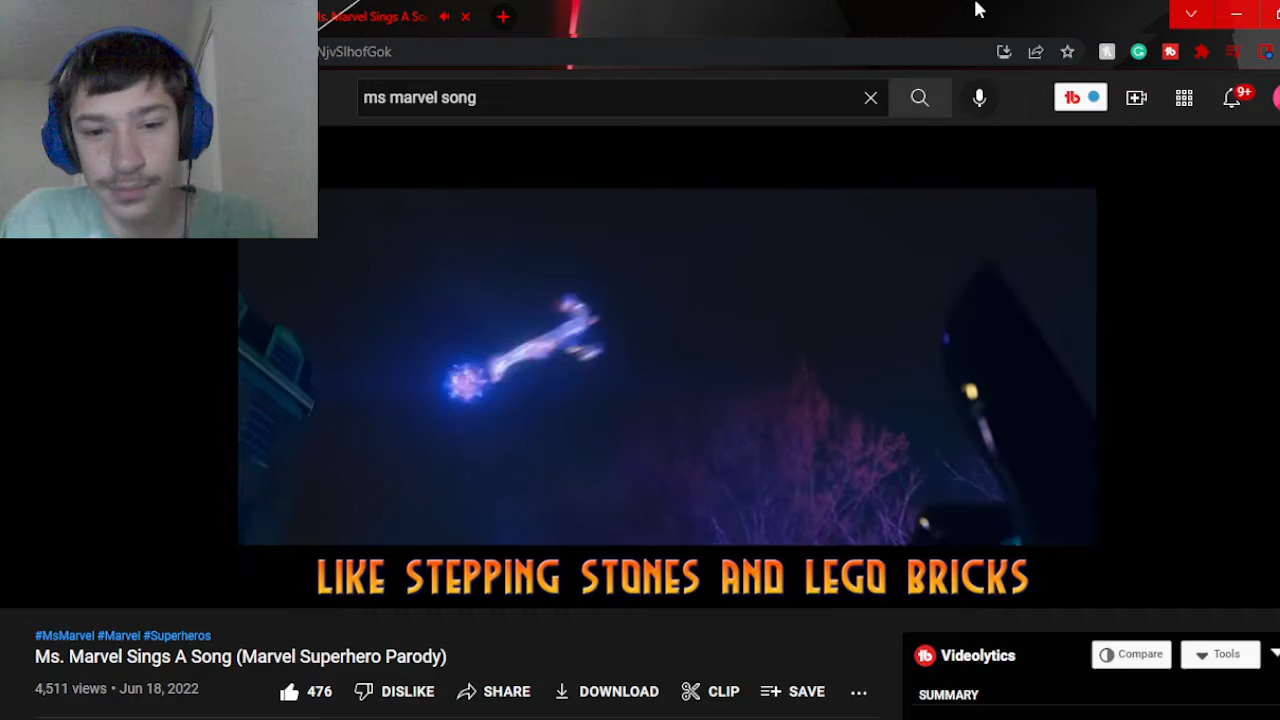 s. Marvel Sings A So
NjvSlhofGok
ms marvel song
9+
LIKE STEPPING STONES AND LEGO BRICKS
#MsMarvel #Marvel #Superheros
Ms. Marvel Sings A Song (Marvel Superhero Parody)
4,511 views • Jun 18, 2022
476 DISLIKE SHARE DOWNLOAD CLIP SAVE ...
Videolytics Compare Tools
SUMMARY